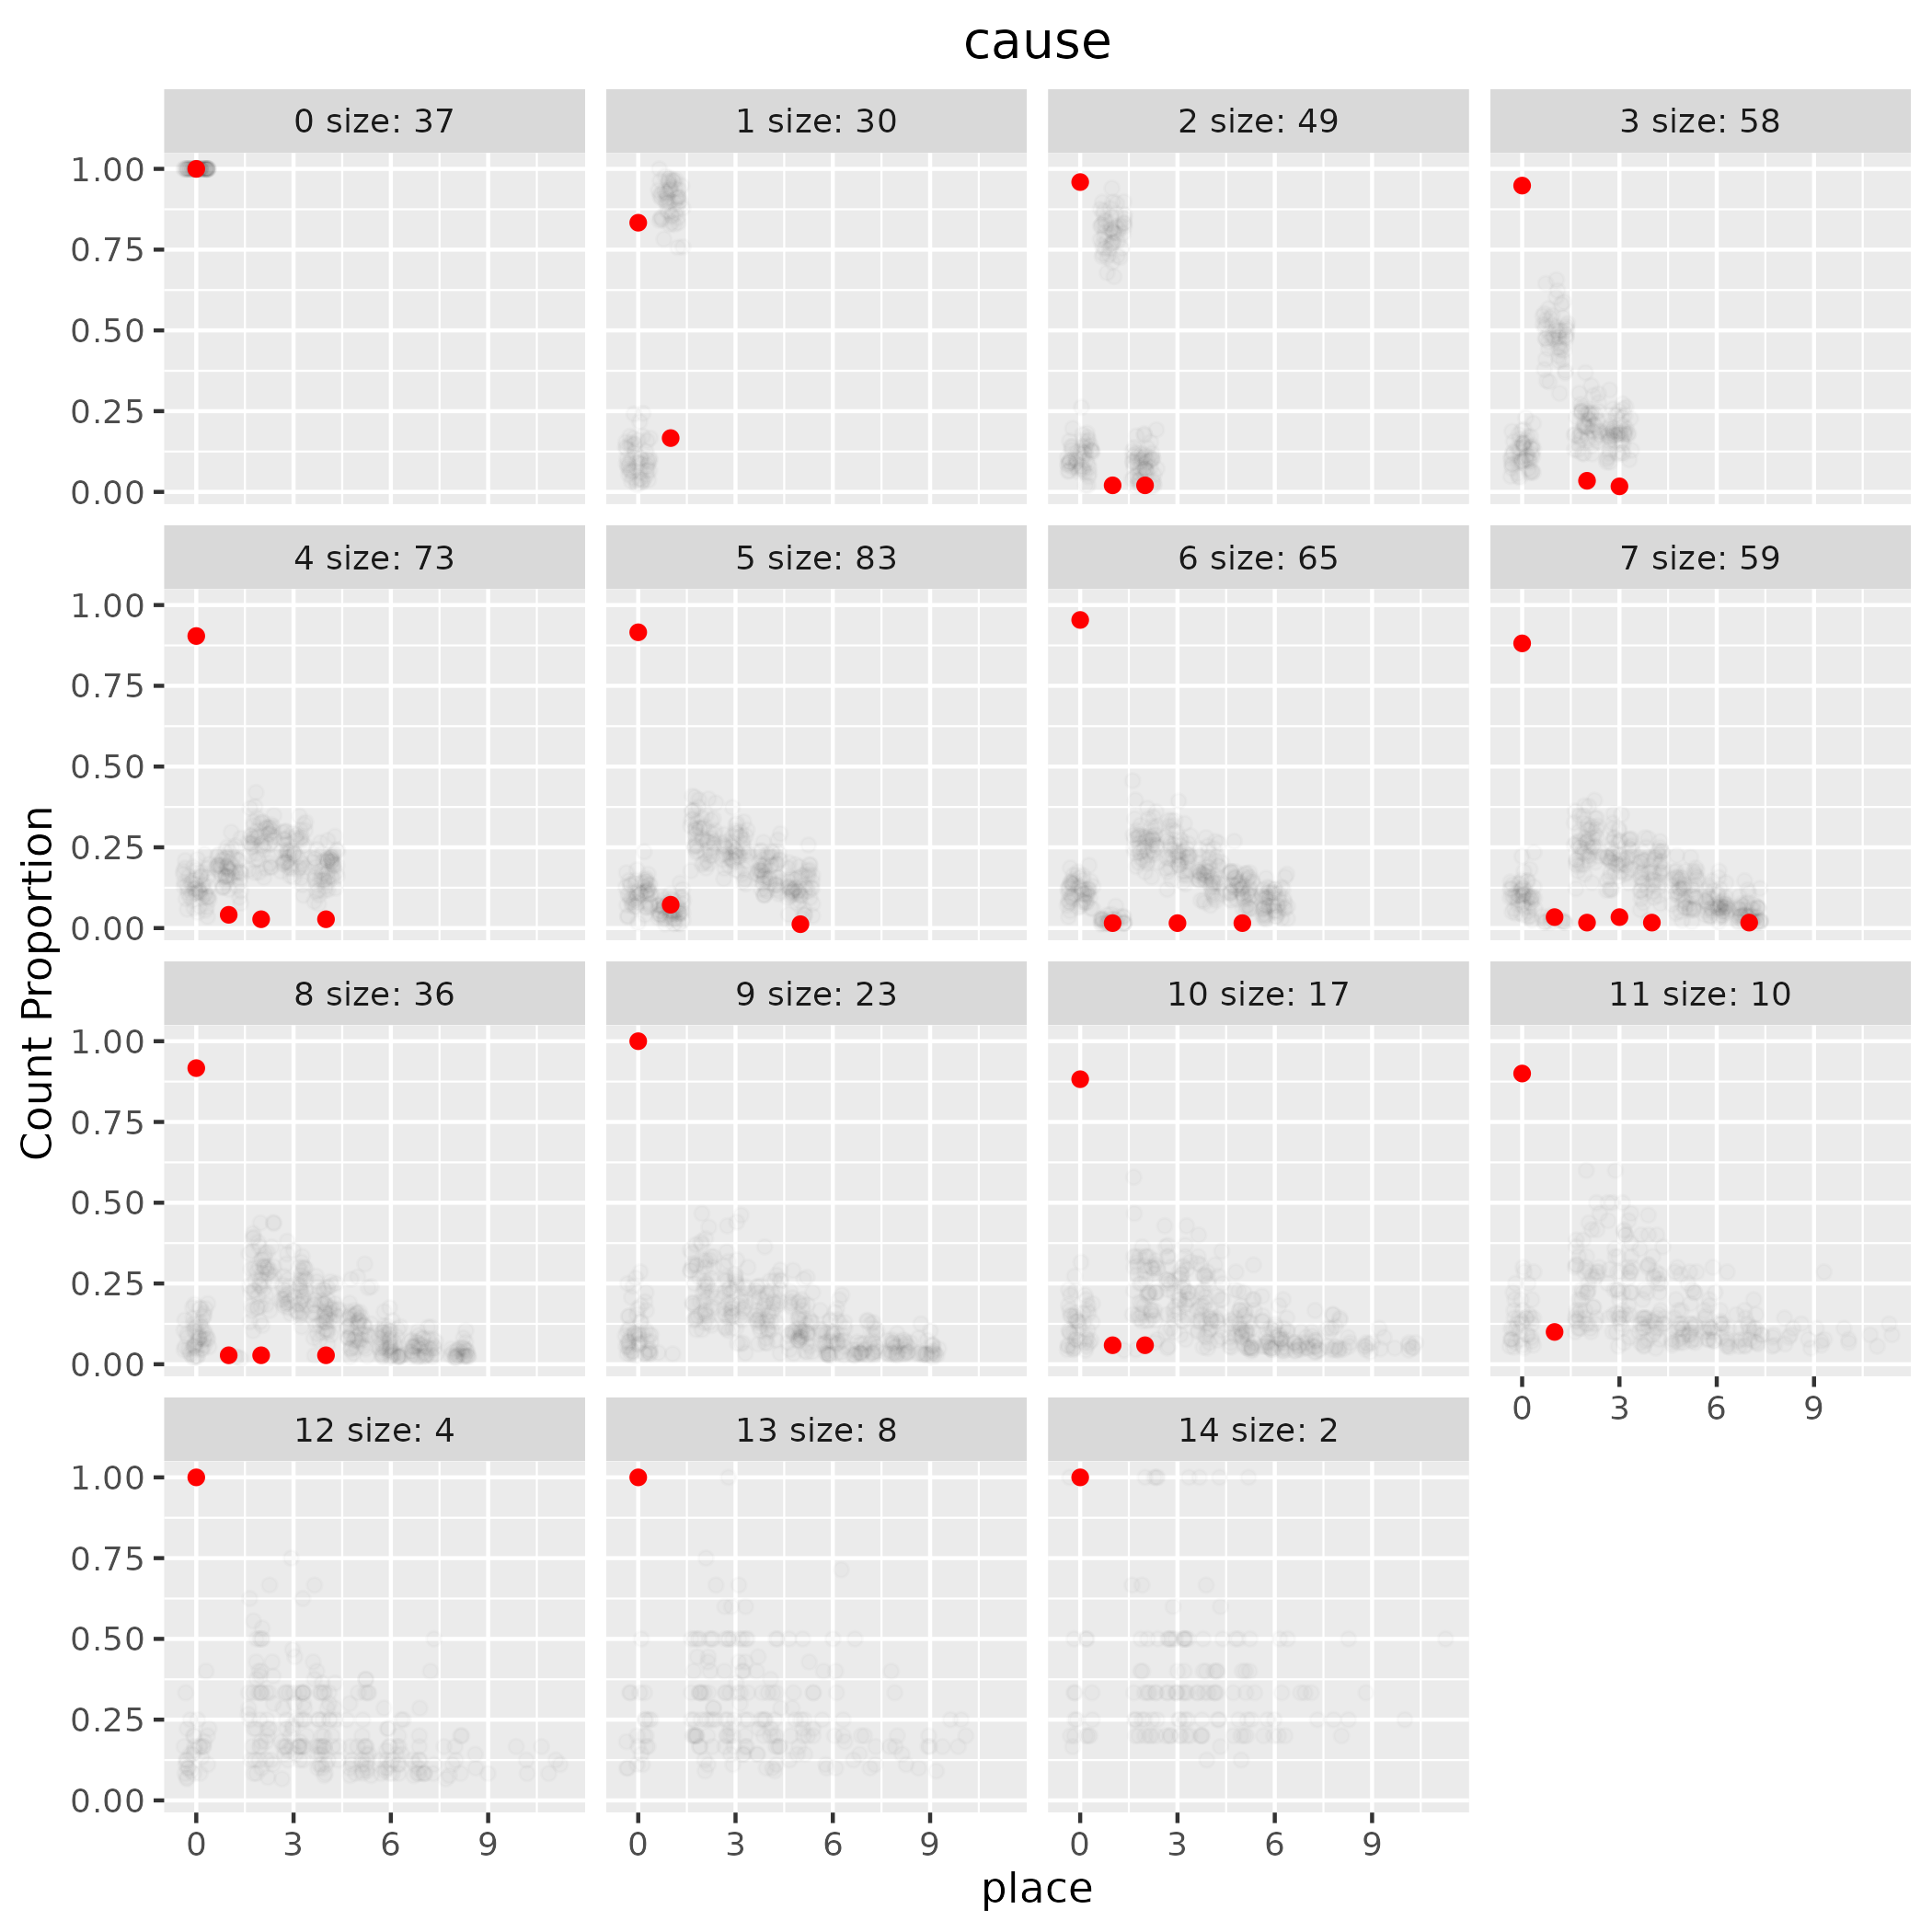 cause
0 size: 37
1 size: 30
2 size: 49
3 size: 58
1.00
0.75
0.50
0.25
0.00
4 size: 73
5 size: 83
6 size: 65
7 size: 59
1.00
0.75
0.50
0.25
0.00
Count Proportion
8 size: 36
9 size: 23
10 size: 17
11 size: 10
1.00
0.75
0.50
0.25
0.00
0 3 6 9
12 size: 4
13 size: 8
14 size: 2
1.00
0.75
0.50
0.25
0.00
0 3 6 9
0 3 6 9
0 3 6 9
place